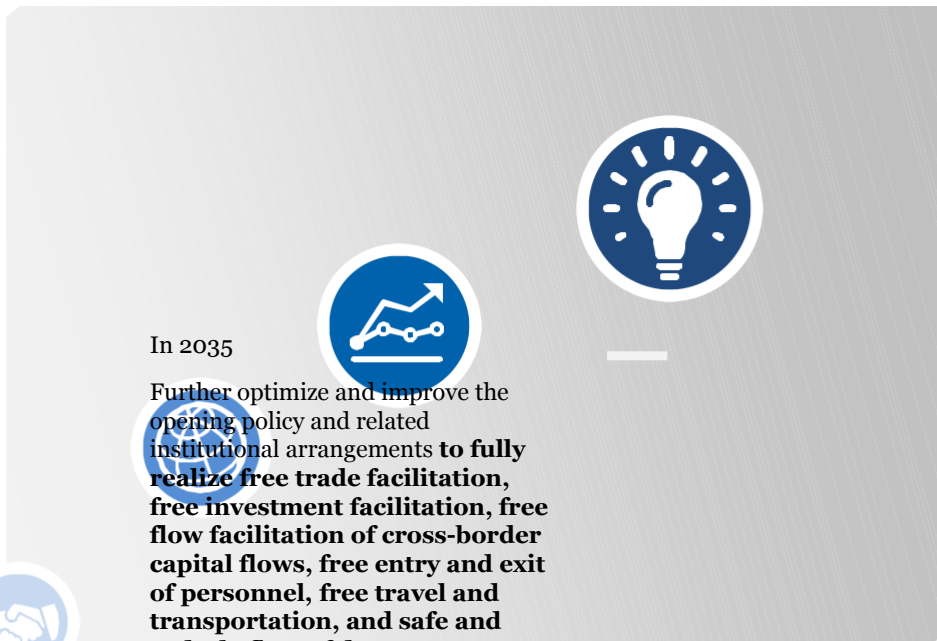 In 2035
Further optimize and improve the
opening policy and related
institutional arrangements to fully
realize free trade facilitation,
free investment facilitation, free
flow facilitation of cross-border
capital flows, free entry and exit
of personnel, free travel and
transportation, and safe and